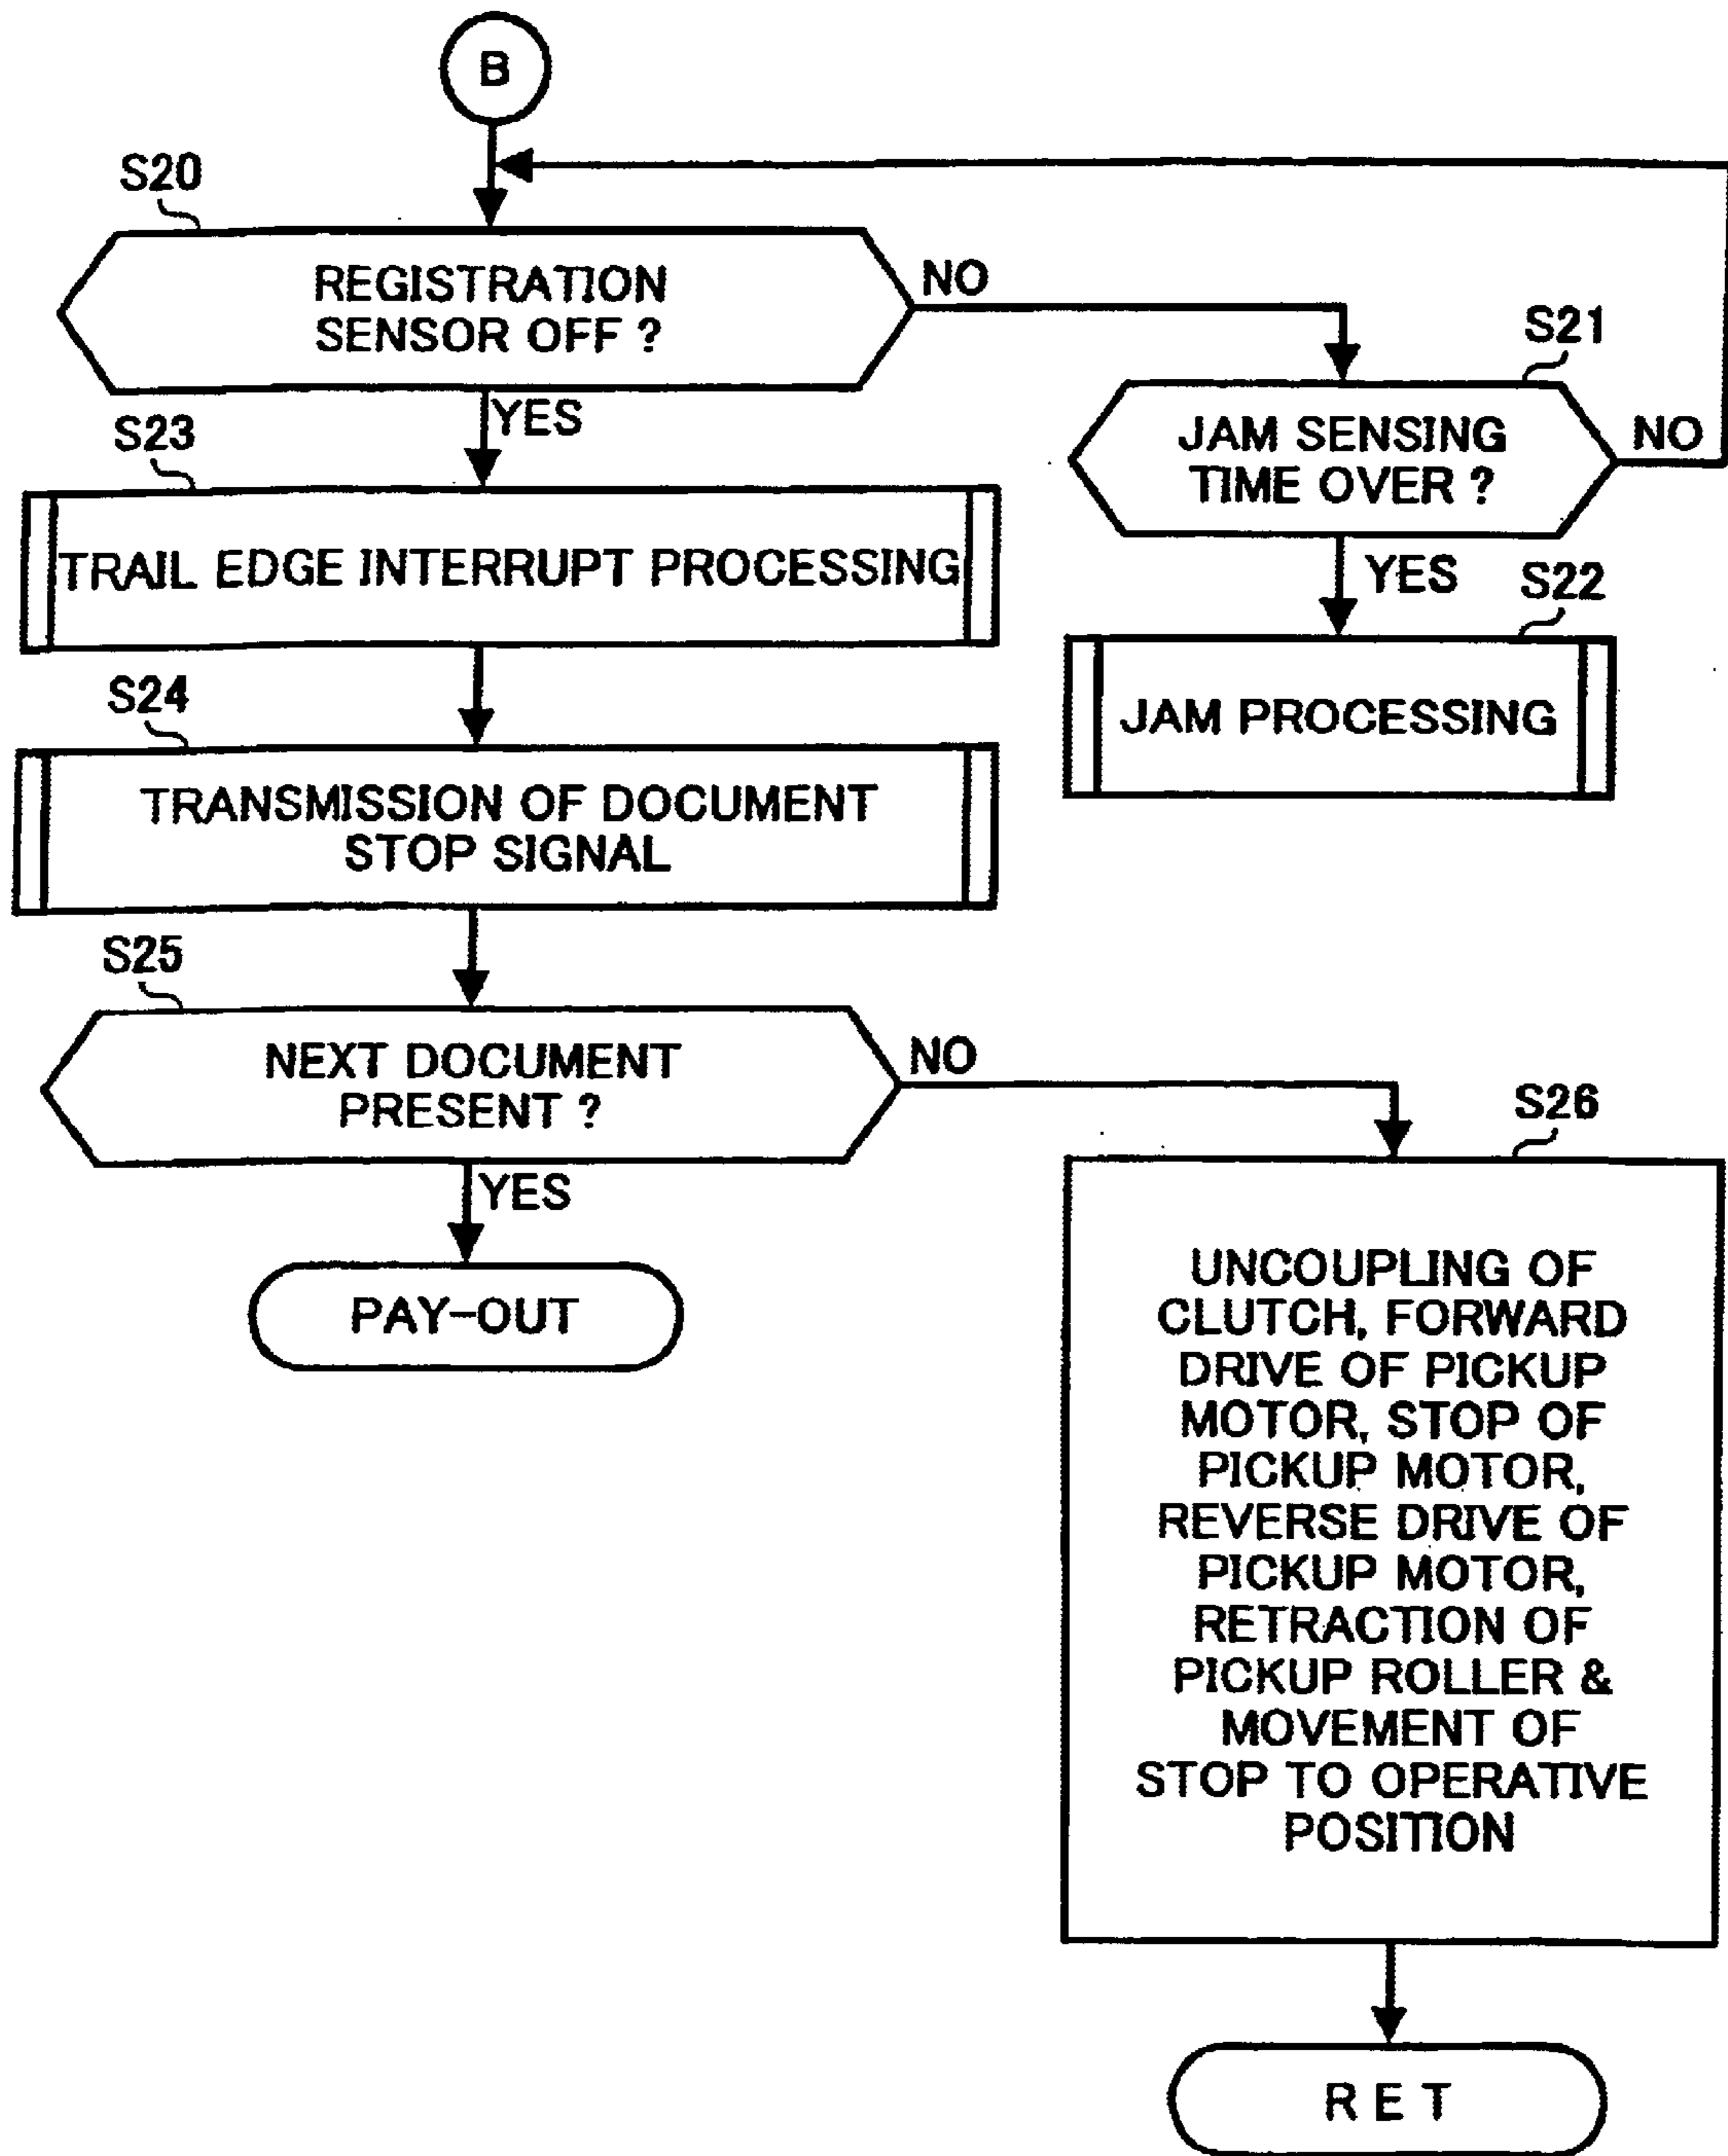 B
S20
REGISTRATION
SENSOR OFF ?
NO
S21
JAM SENSING
TIME OVER ?
NO
YES
S22
JAM PROCESSING
YES
S23
TRAIL EDGE INTERRUPT PROCESSING
S24
TRANSMISSION OF DOCUMENT
STOP SIGNAL
S25
NEXT DOCUMENT
PRESENT ?
NO
YES
PAY-OUT
S26
UNCOUPLING OF
CLUTCH, FORWARD
DRIVE OF PICKUP
MOTOR, STOP OF
PICKUP MOTOR,
REVERSE DRIVE OF
PICKUP MOTOR,
RETRACTION OF
PICKUP ROLLER &
MOVEMENT OF
STOP TO OPERATIVE
POSITION
RET